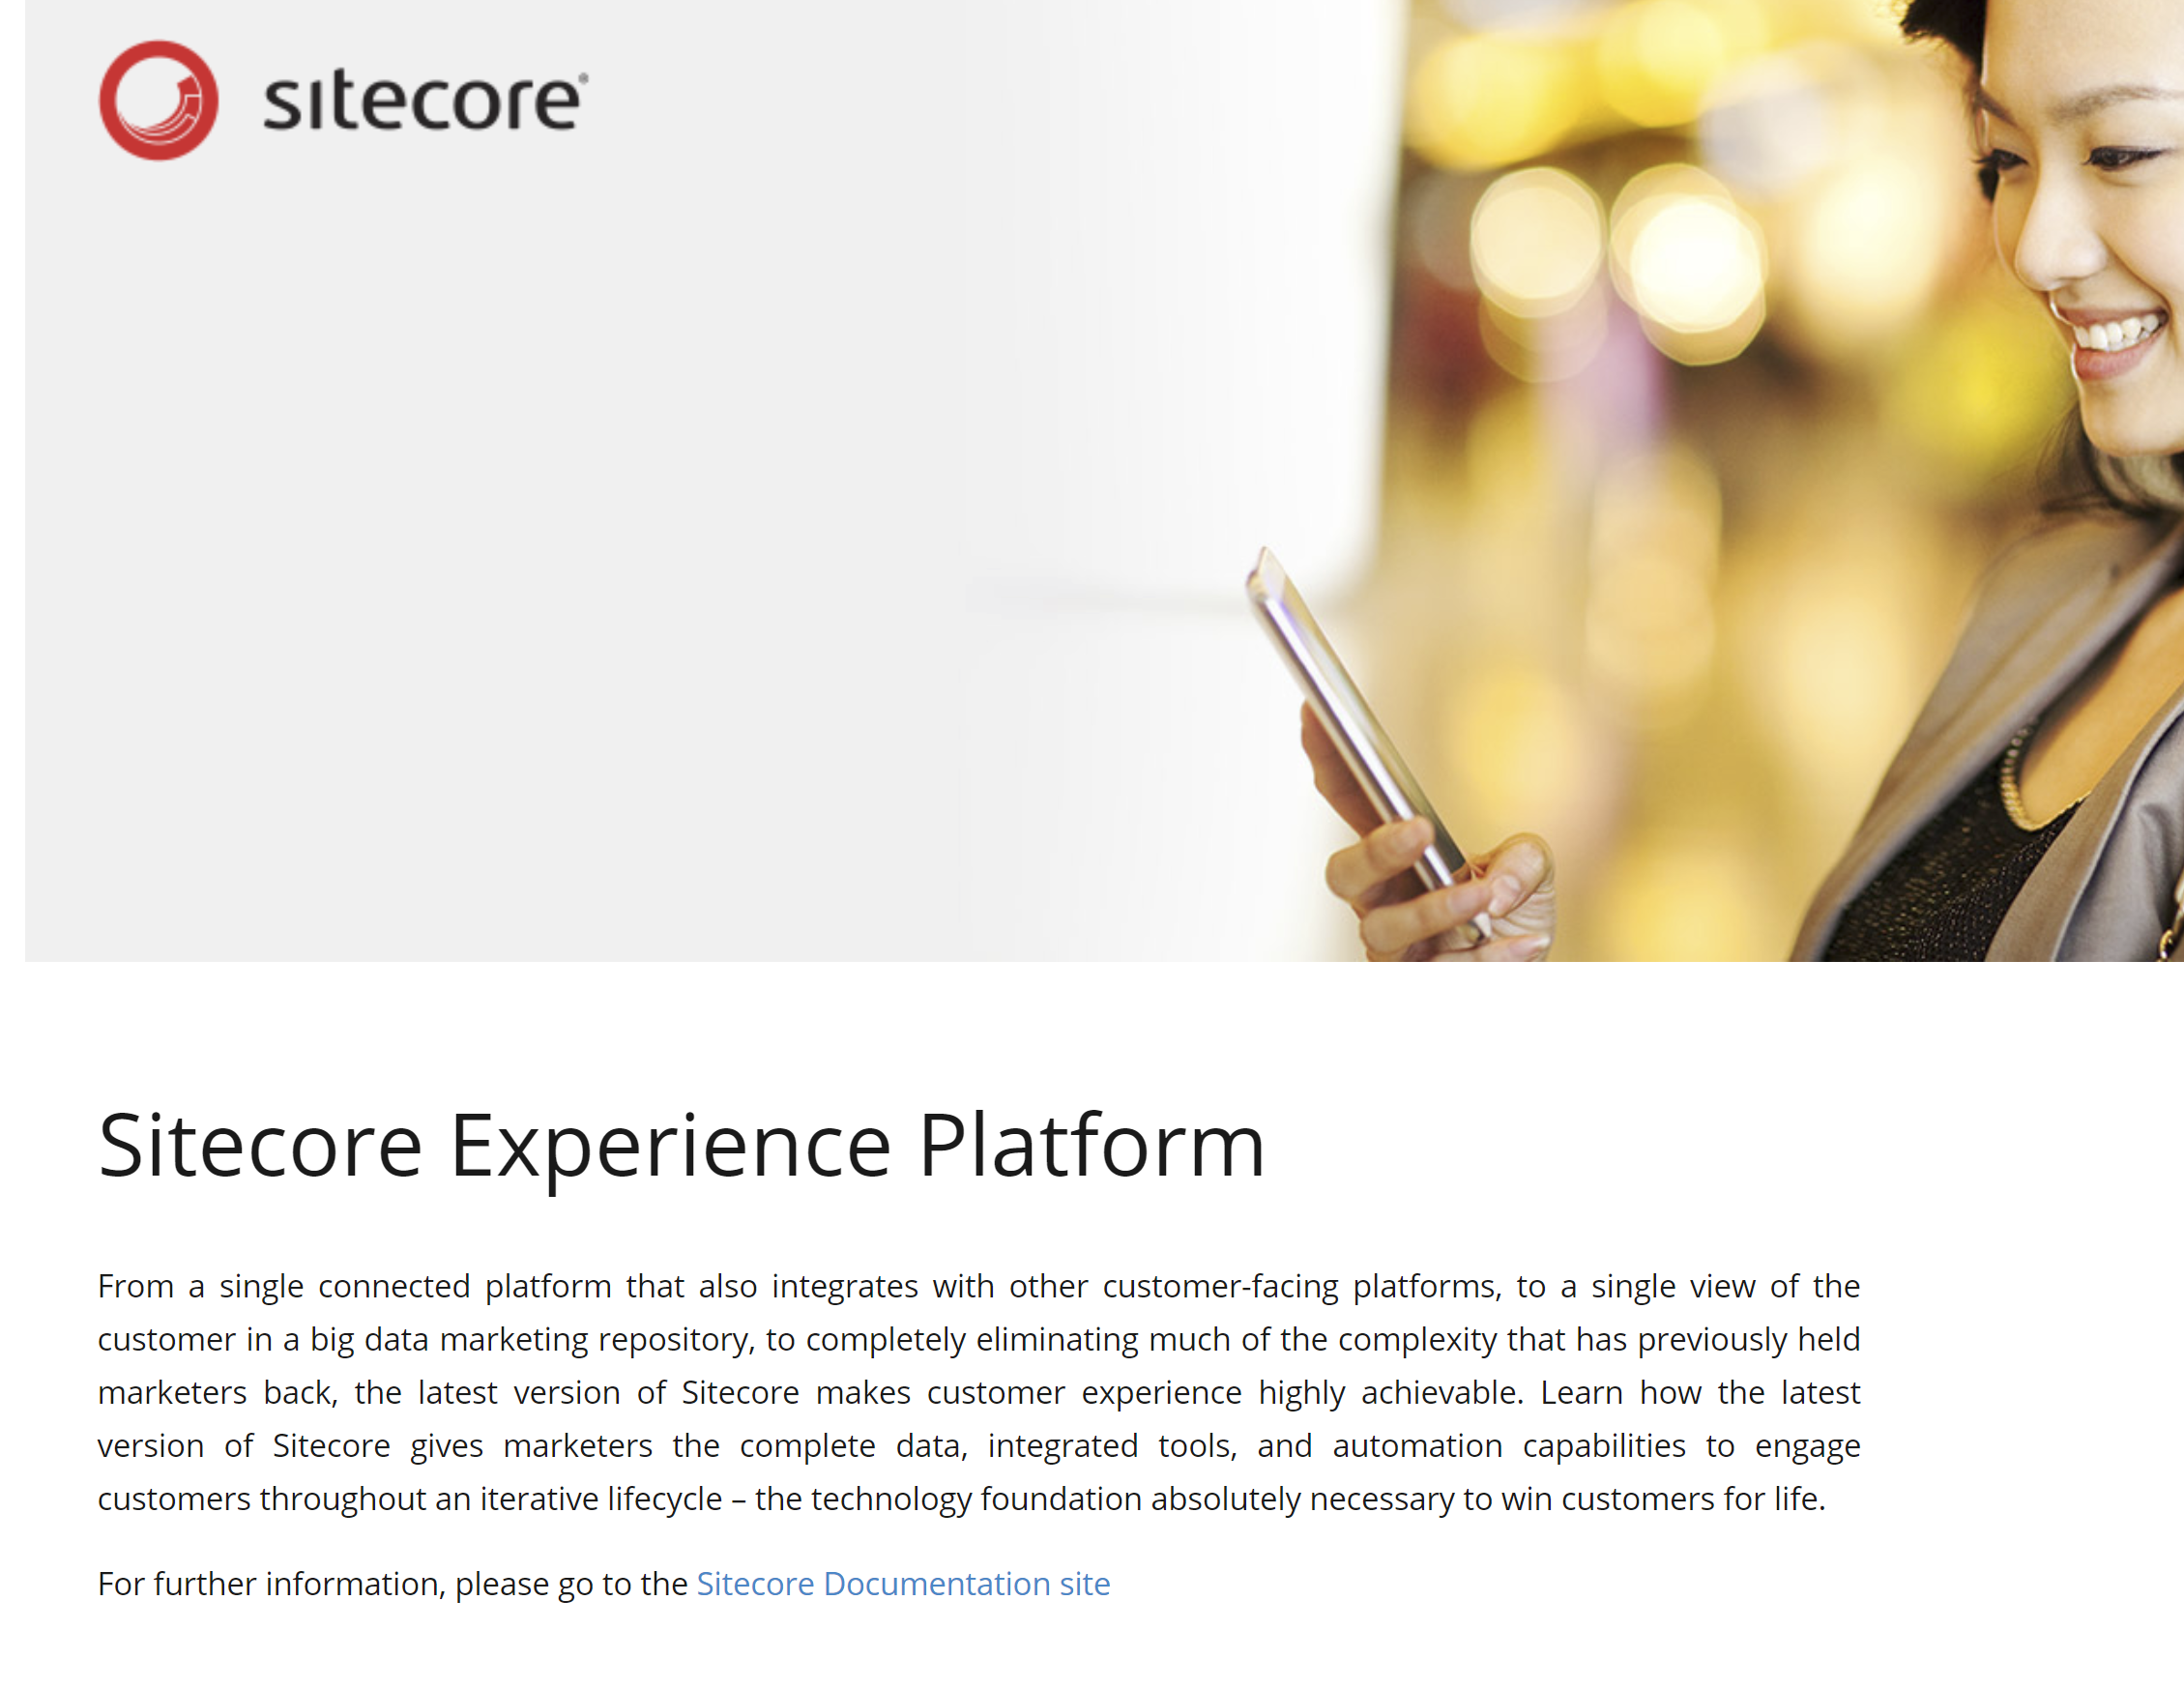 sitecore®
Sitecore Experience Platform
From a single connected platform that also integrates with other customer-facing platforms, to a single view of the
customer in a big data marketing repository, to completely eliminating much of the complexity that has previously held
marketers back, the latest version of Sitecore makes customer experience highly achievable. Learn how the latest
version of Sitecore gives marketers the complete data, integrated tools, and automation capabilities to engage
customers throughout an iterative lifecycle – the technology foundation absolutely necessary to win customers for life.
For further information, please go to the Sitecore Documentation site